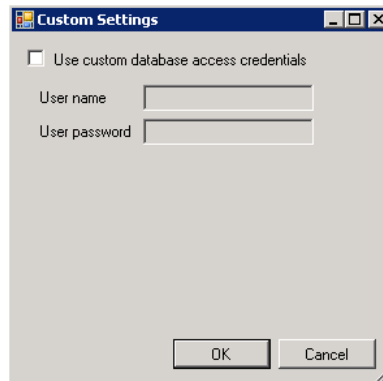 Custom Settings
Use custom database access credentials
User name
User password
OK Cancel